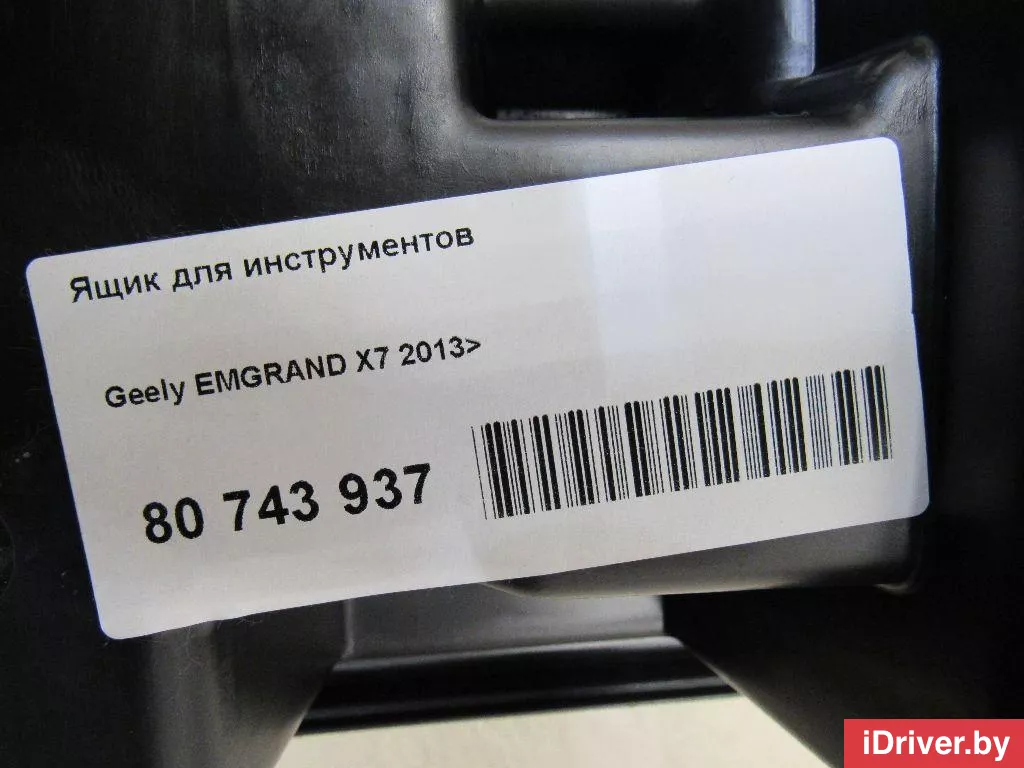 Ящик для инструментов
Geely EMGRAND X7 2013>
80 743 937
iDriver.by